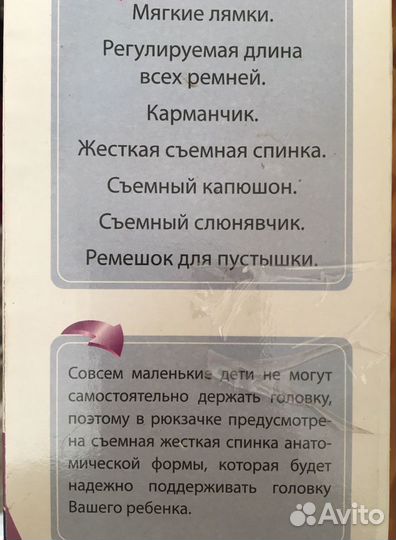 Мягкие лямки.
Регулируемая длина
всех ремней.
Карманчик.
Жесткая съемная спинка.
Съемный капюшон.
Съемный слюнявчик.
Ремешок для пустышки.
Совсем маленькие дети не могут
самостоятельно держать головку,
поэтому в рюкзачке предусмотре-
на съемная жесткая спинка анато-
мической формы, которая будет
надежно поддерживать головку
Вашего ребенка.
Avito